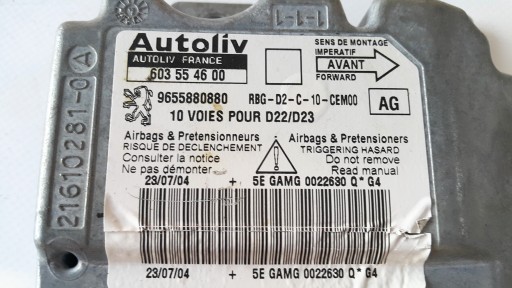 1-1-1
Autoliv
AUTOLIV FRANCE
603 55 46 00
SENS DE MONTAGE
IMPERATIF
AVANT
FORWARD
9655880880 RBG-D2-C-10-CEM00 AG
10 VOIES POUR D22/D23
Airbags & Pretensionneurs
RISQUE DE DECLENCHEMENT
Consulter la notice
Ne pas démonter
Airbags & Pretensioners
TRIGGERING HASARD
Do not remove
Read manual
23/07/04 + 5E GAMG 0022630 Q * G4
23/07/04 + 5E GAMG 0022630 Q * G4
21610281-0 A